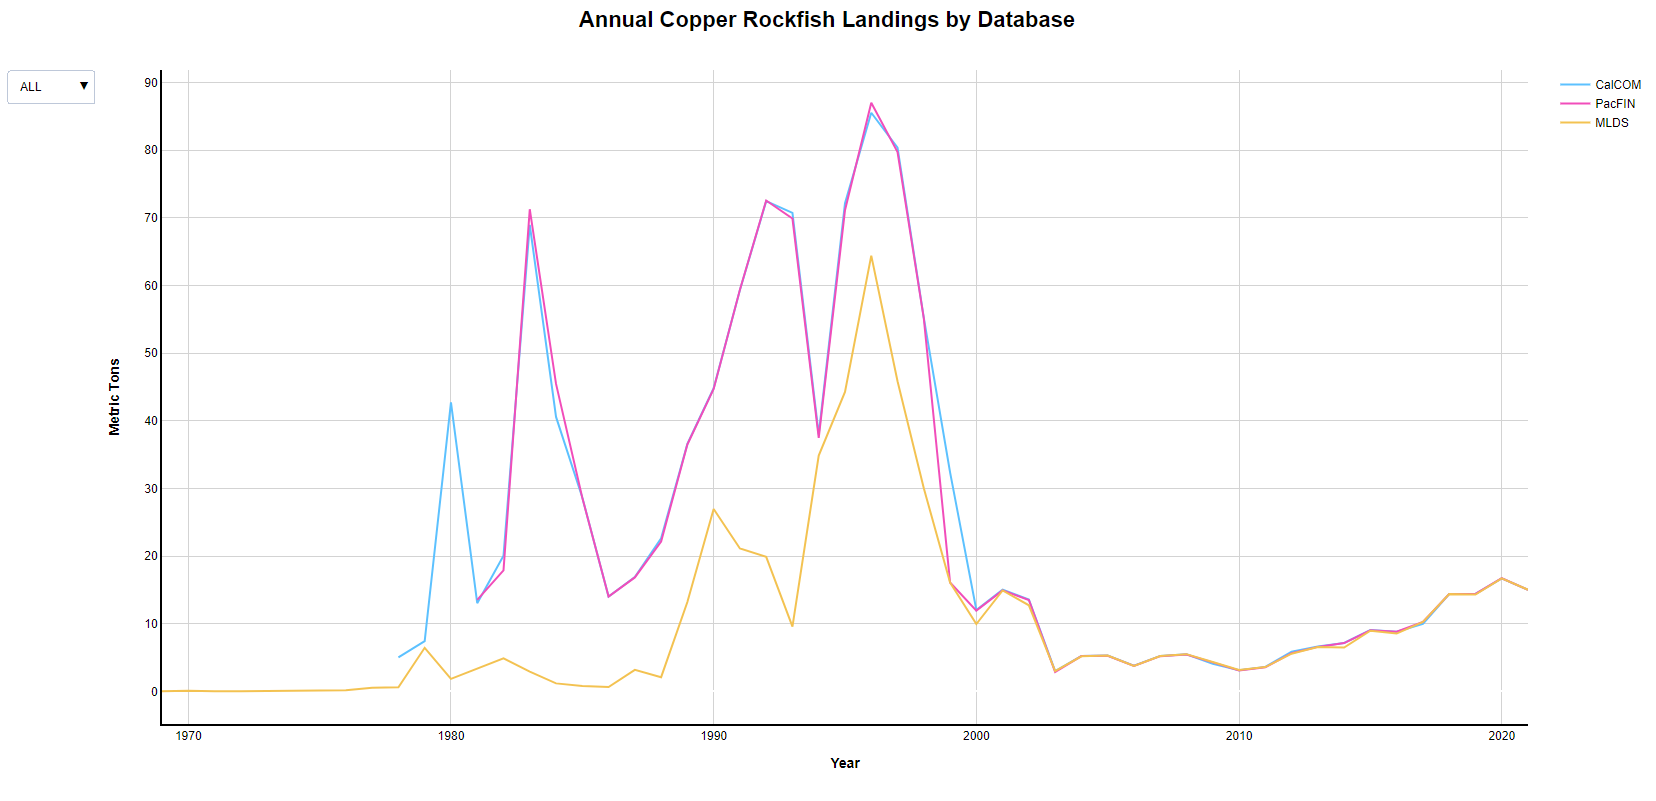 Annual Copper Rockfish Landings by Database
ALL ▼
CalCOM
PacFIN
MLDS
90
80
70
60
50
40
30
20
10
0
Metric Tons
1970 1980 1990 2000 2010 2020
Year